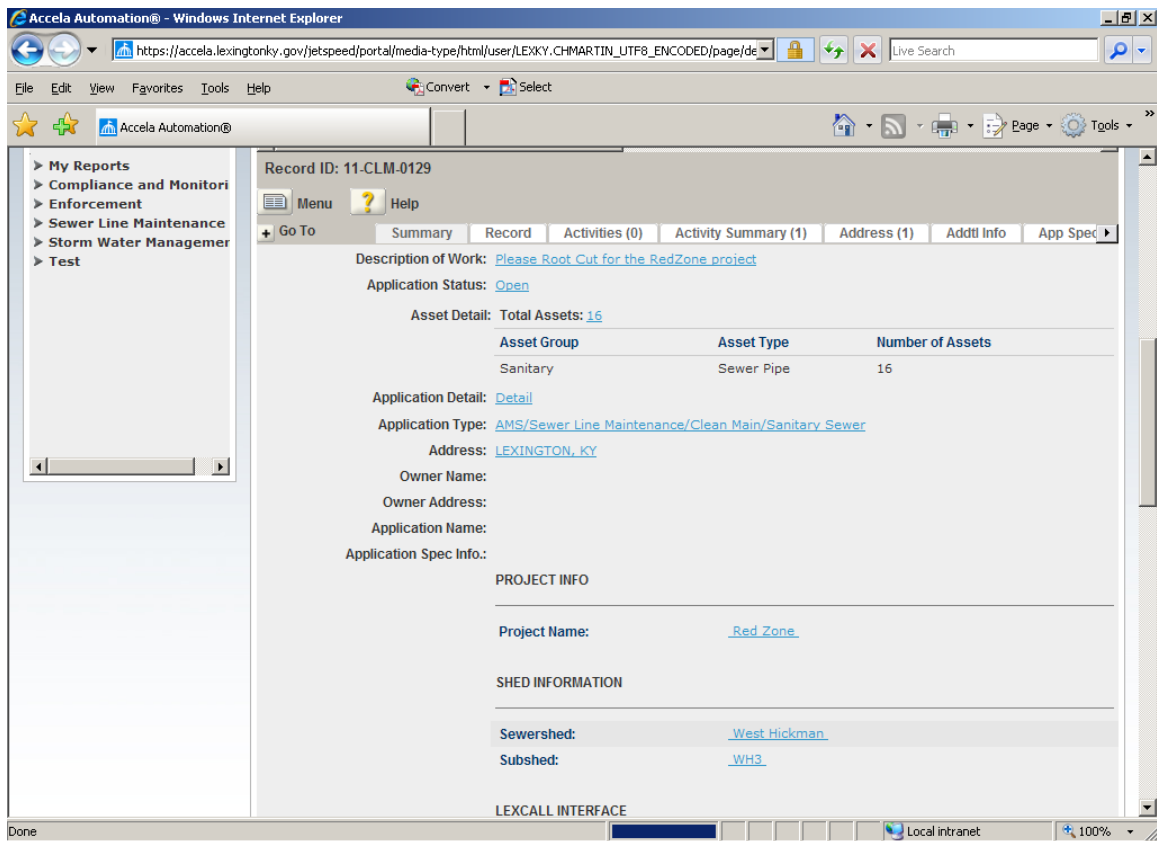 Accela Automation® - Windows Internet Explorer
https://accela.lexingtonky.gov/jetspeed/portal/media-type/html/user/LEXKY.CHMARTIN_UTF8_ENCODED/page/de
Live Search
File Edit View Favorites Tools Help Convert Select
Accela Automation® Page Tools
My Reports
Compliance and Monitori
Enforcement
Sewer Line Maintenance
Storm Water Managemer
Test
Record ID: 11-CLM-0129
Menu Help
Go To Summary Record Activities (0) Activity Summary (1) Address (1) Addtl Info App Spec
Description of Work: Please Root Cut for the RedZone project
Application Status: Open
Asset Detail: Total Assets: 16
Asset Group Asset Type Number of Assets
Sanitary Sewer Pipe 16
Application Detail: Detail
Application Type: AMS/Sewer Line Maintenance/Clean Main/Sanitary Sewer
Address: LEXINGTON, KY
Owner Name:
Owner Address:
Application Name:
Application Spec Info.:
PROJECT INFO
Project Name: Red Zone
SHED INFORMATION
Sewershed: West Hickman
Subshed: WH3
LEXCALL INTERFACE
Done Local intranet 100%